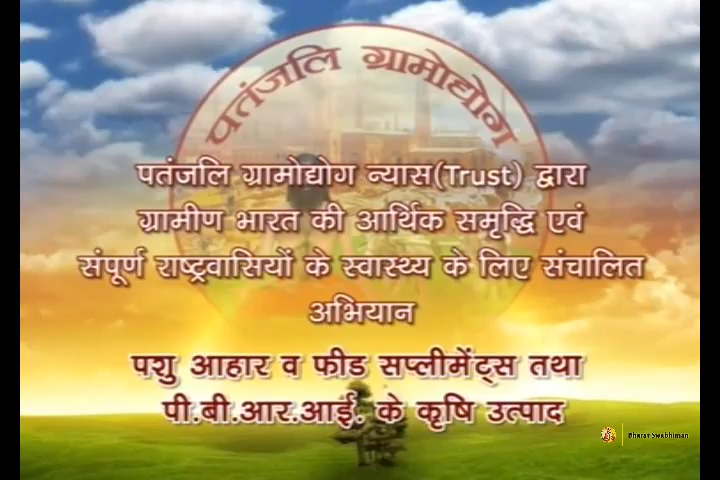 पतंजलि ग्रामोद्योग
पतंजलि ग्रामोद्योग न्यास(Trust) द्वारा
ग्रामीण भारत की आर्थिक समृद्धि एवं
संपूर्ण राष्ट्रवासियों के स्वास्थ्य के लिए संचालित
अभियान
पशु आहार व फीड सप्लीमेंट्स तथा
पी.बी.आर.आई. के कृषि उत्पाद
Bharat Swabhiman